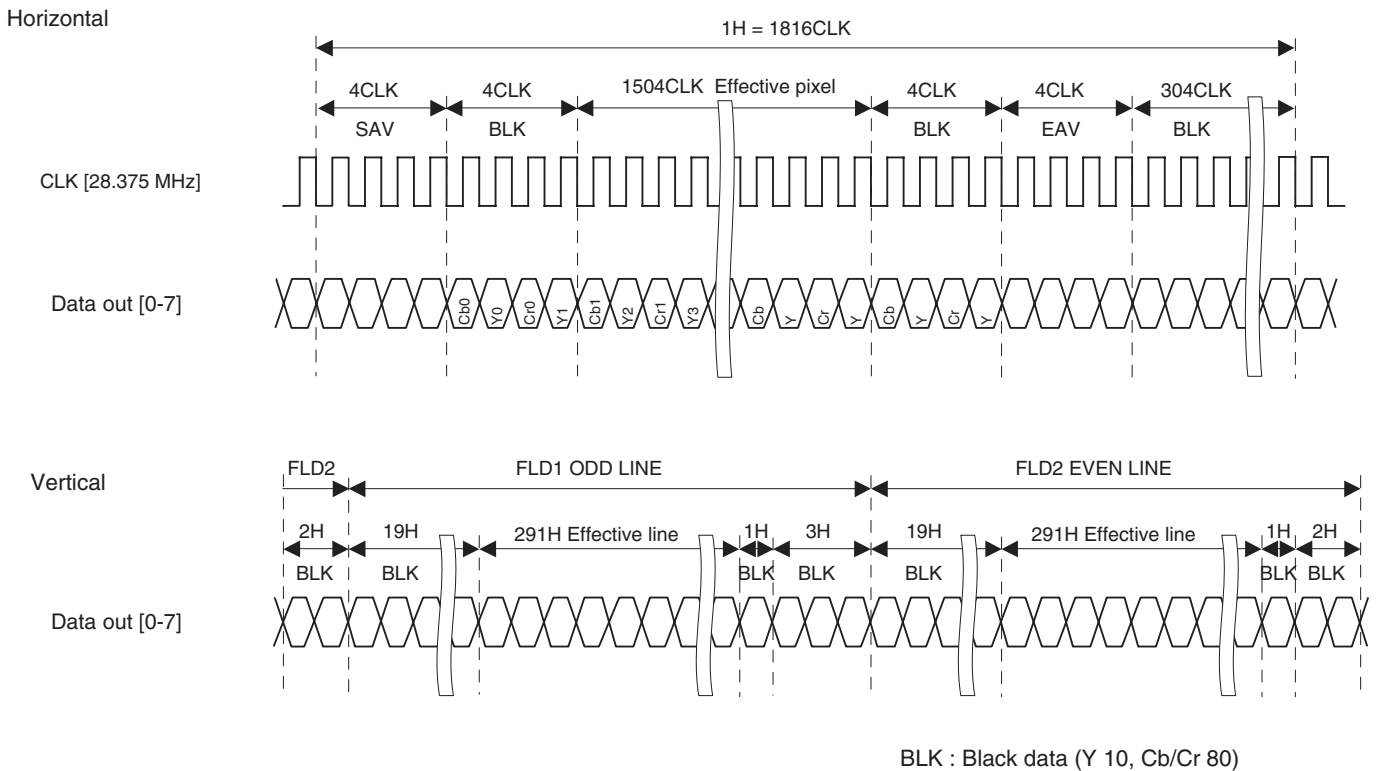 Horizontal
1H = 1816CLK
4CLK 4CLK 1504CLK Effective pixel 4CLK 4CLK 304CLK
SAV BLK BLK EAV BLK
CLK [28.375 MHz]
Data out [0-7]
Cb0 Y0 Cr0 Y1 Cb1 Y2 Cr1 Y3 Cb Y Cr Y Cb Y Cr Y
Vertical
FLD2 FLD1 ODD LINE FLD2 EVEN LINE
2H 19H 291H Effective line 1H 3H 19H 291H Effective line 1H 2H
BLK BLK BLK BLK BLK BLK BLK
Data out [0-7]
BLK : Black data (Y 10, Cb/Cr 80)